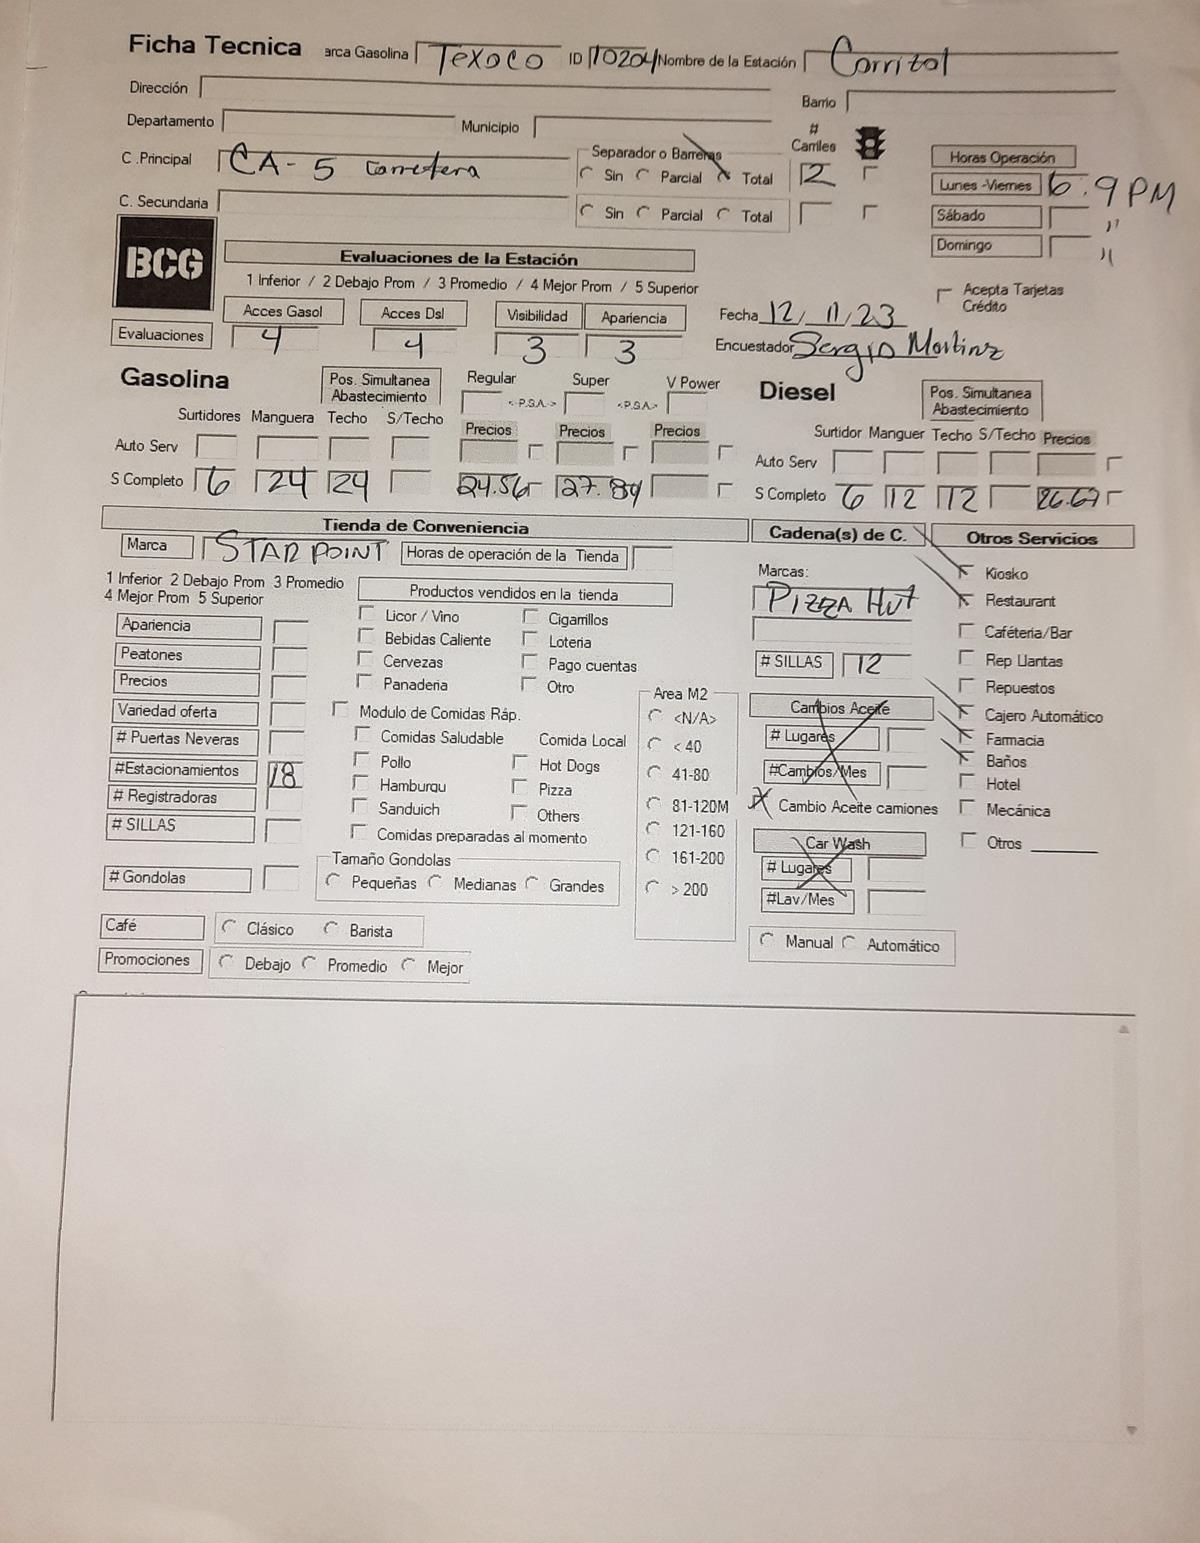 Ficha Tecnica arca Gasolina Texaco ID 10204 Nombre de la Estación Corrital
Dirección Barrio
Departamento Municipio # Carriles
C .Principal CA- 5 Carretera Separador o Barreras Sin Parcial Total 2 Horas Operación
Lunes -Viernes 6.9 PM
C. Secundaria Sin Parcial Total Sábado "
Domingo "
BCG Evaluaciones de la Estación
1 Inferior / 2 Debajo Prom / 3 Promedio / 4 Mejor Prom / 5 Superior Acepta Tarjetas Crédito
Acces Gasol Acces Dsl Visibilidad Apariencia Fecha 12/11/23
Evaluaciones 4 4 3 3 Encuestador Sergio Martinz
Gasolina Pos. Simultanea Abastecimiento Regular Super V Power Diesel Pos. Simultanea Abastecimiento
<-P.S.A.-> <-P.S.A.->
Surtidores Manguera Techo S/Techo Precios Precios Precios Surtidor Manguer Techo S/Techo Precios
Auto Serv Auto Serv
S Completo 6 24 24 24.56 27.84 S Completo 6 12 12 26.67
Tienda de Conveniencia Cadena(s) de C. Otros Servicios
Marca STAR POINT Horas de operación de la Tienda Marcas: Kiosko
1 Inferior 2 Debajo Prom 3 Promedio
4 Mejor Prom 5 Superior Productos vendidos en la tienda PIZZA HUT Restaurant
Apariencia Licor / Vino Cigarrillos Caféteria/Bar
Peatones Bebidas Caliente Loteria # SILLAS 12 Rep Llantas
Precios Cervezas Pago cuentas Repuestos
Panaderia Otro Area M2
Variedad oferta Modulo de Comidas Ráp. <N/A> Cambios Aceite Cajero Automático
# Puertas Neveras Comidas Saludable Comida Local < 40 # Lugares Farmacia
#Estacionamientos 18 Pollo Hot Dogs 41-80 #Cambios/Mes Baños
# Registradoras Hamburqu Pizza 81-120M Cambio Aceite camiones Hotel
# SILLAS Sanduich Others 121-160 Mecánica
Comidas preparadas al momento Car Wash Otros
# Gondolas Tamaño Gondolas 161-200 # Lugares
Pequeñas Medianas Grandes > 200 #Lav/Mes
Café Clásico Barista Manual Automático
Promociones Debajo Promedio Mejor